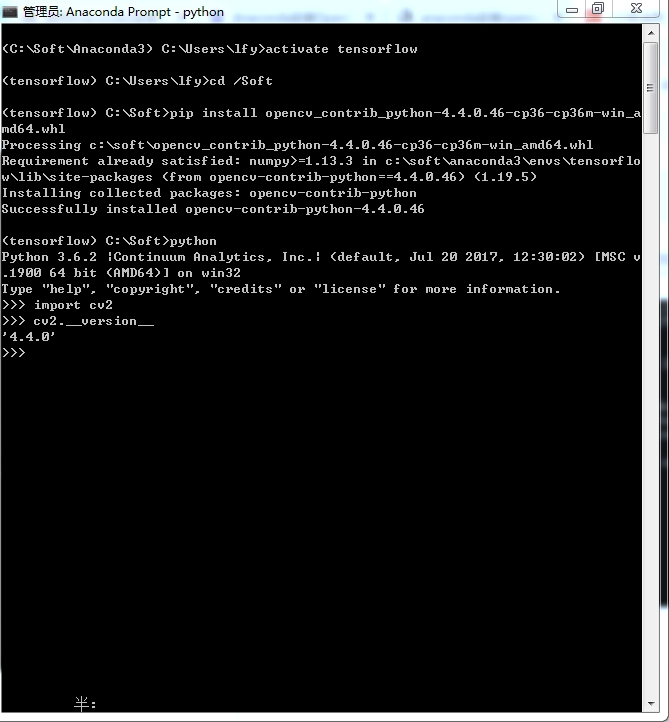 管理员: Anaconda Prompt - python
(C:\Soft\Anaconda3) C:\Users\lfy>activate tensorflow
(tensorflow) C:\Users\lfy>cd /Soft
(tensorflow) C:\Soft>pip install opencv_contrib_python-4.4.0.46-cp36-cp36m-win_a
md64.whl
Processing c:\soft\opencv_contrib_python-4.4.0.46-cp36-cp36m-win_amd64.whl
Requirement already satisfied: numpy>=1.13.3 in c:\soft\anaconda3\envs\tensorflo
w\lib\site-packages (from opencv-contrib-python==4.4.0.46) (1.19.5)
Installing collected packages: opencv-contrib-python
Successfully installed opencv-contrib-python-4.4.0.46
(tensorflow) C:\Soft>python
Python 3.6.2 |Continuum Analytics, Inc.| (default, Jul 20 2017, 12:30:02) [MSC v
.1900 64 bit (AMD64)] on win32
Type "help", "copyright", "credits" or "license" for more information.
>>> import cv2
>>> cv2.__version__
'4.4.0'
>>>
半: